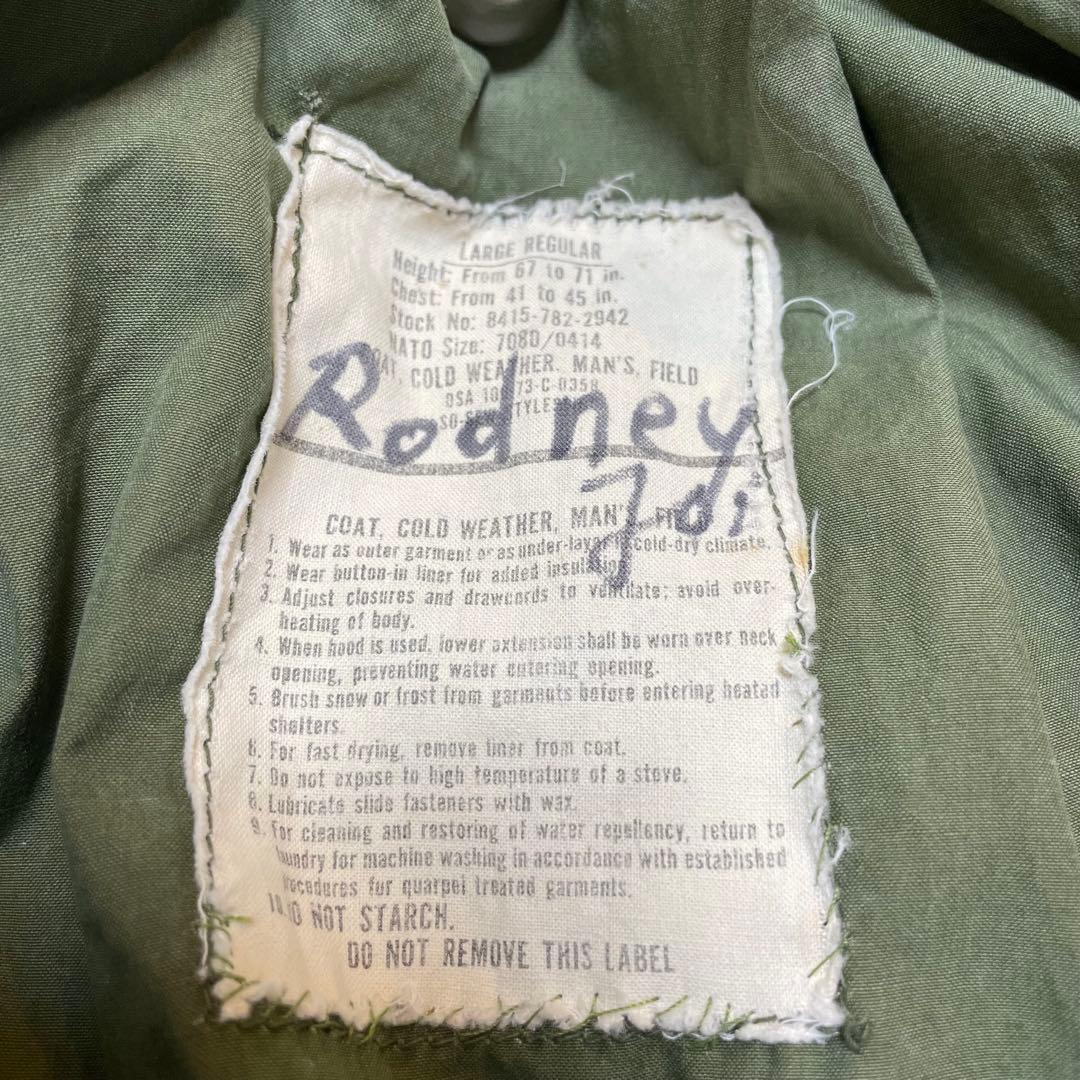 LARGE REGULAR
Height: From 67 to 71 in.
Chest: From 41 to 45 in.
Stock No: 8415-782-2942
NATO Size: 7080/0414
COAT, COLD WEATHER, MAN'S, FIELD
DSA 100 73-C-0358
Rodney
COAT, COLD WEATHER, MAN'S, FI
1. Wear as outer garment or as under-layer in cold-dry climate.
2. Wear button-in liner for added insulation
3. Adjust closures and drawcords to ventilate; avoid over-
heating of body.
4. When hood is used, lower extension shall be worn over neck
opening, preventing water entering opening.
5. Brush snow or frost from garments before entering heated
shelters.
6. For fast drying, remove liner from coat.
7. Do not expose to high temperature of a stove.
8. Lubricate slide fasteners with wax.
9. For cleaning and restoring of water repellency, return to
laundry for machine washing in accordance with established
procedures for quarpel treated garments.
10. DO NOT STARCH.
DO NOT REMOVE THIS LABEL